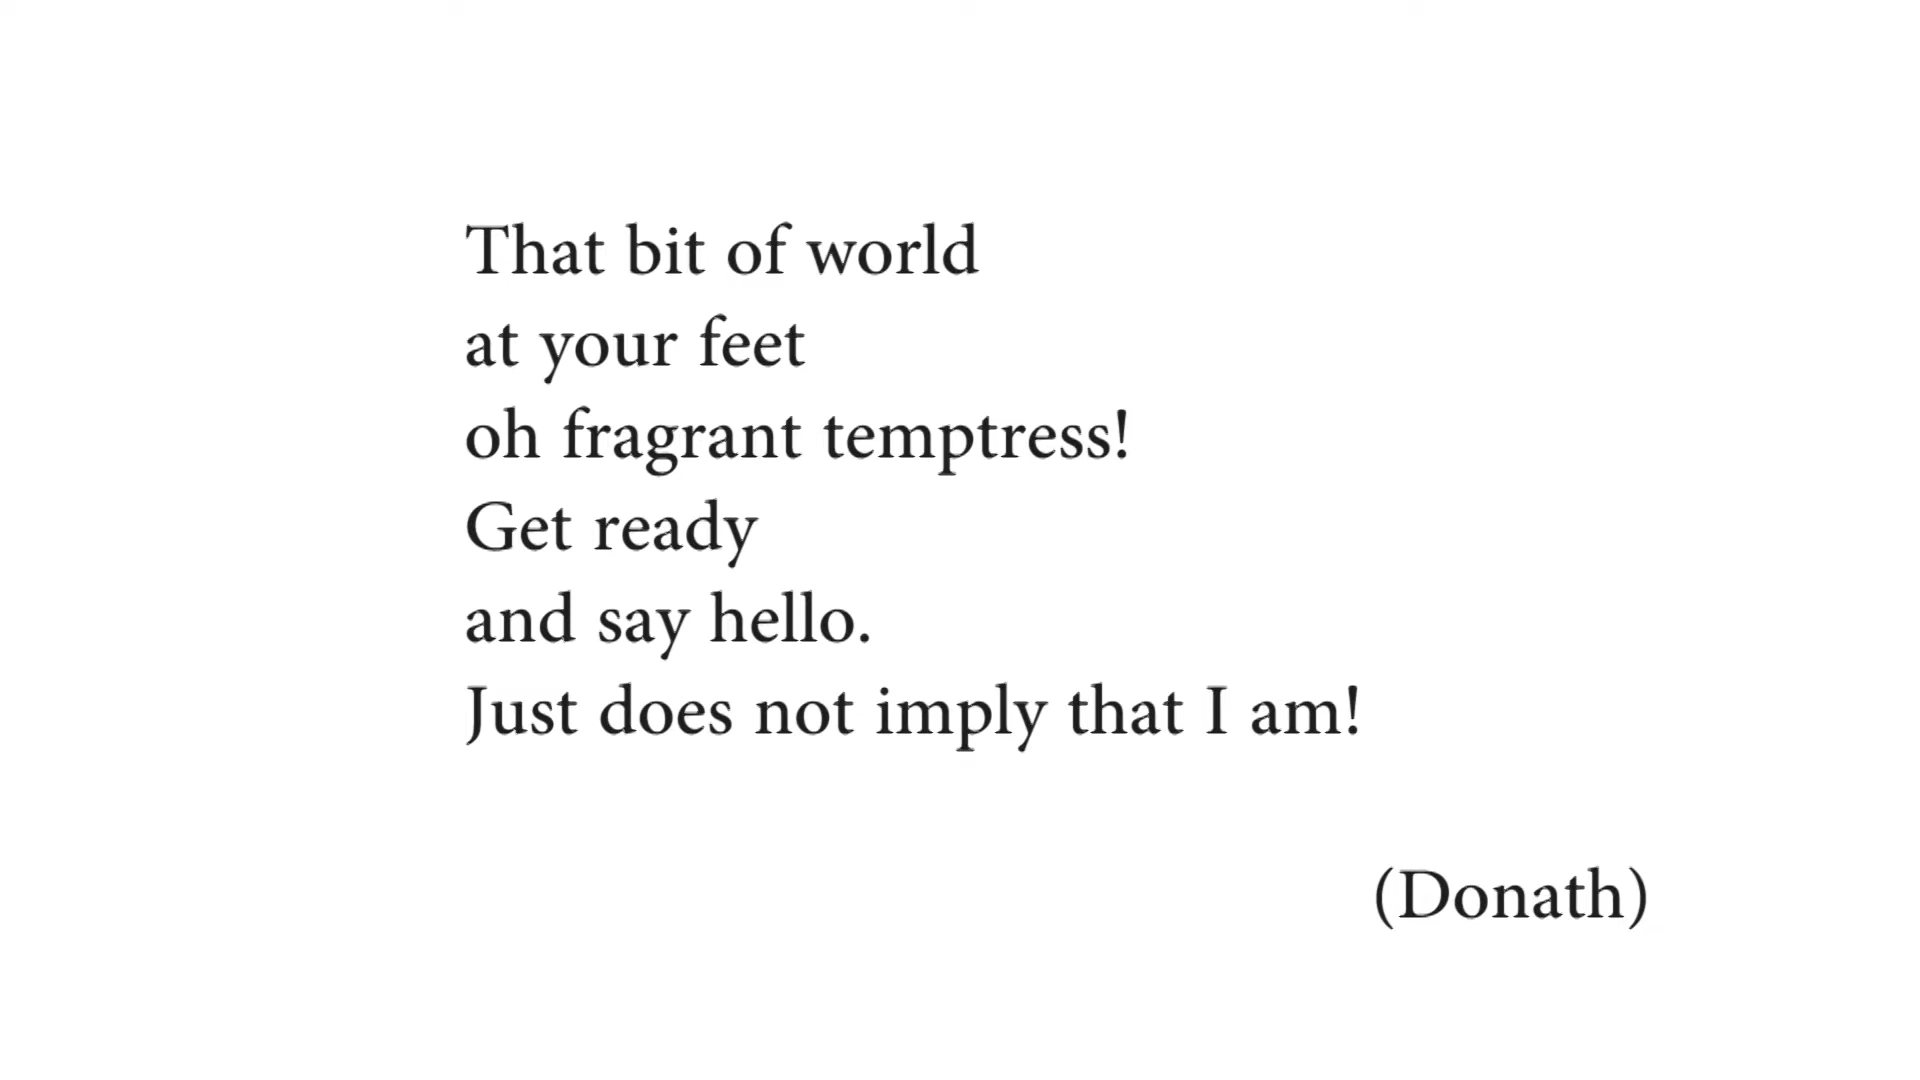 That bit of world
at your feet
oh fragrant temptress!
Get ready
and say hello.
Just does not imply that I am!
(Donath)